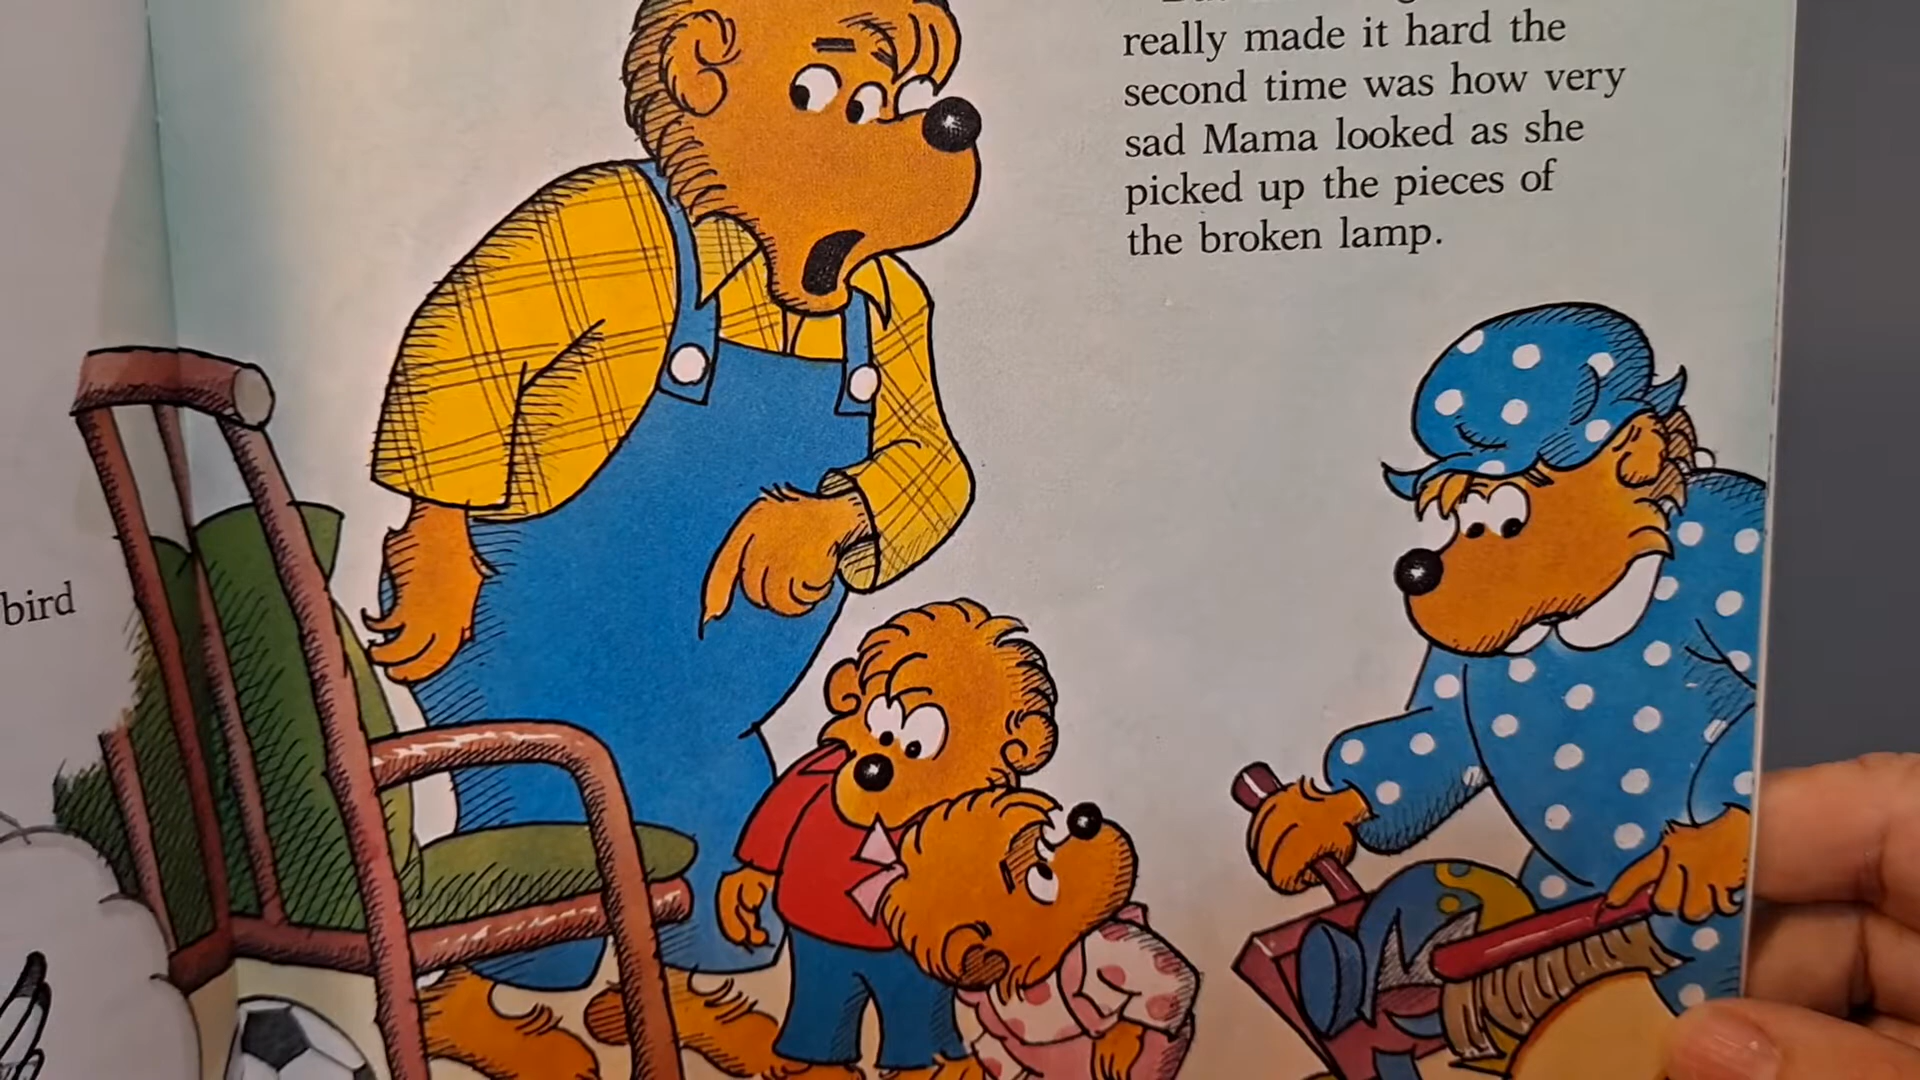 bird
really made it hard the
second time was how very
sad Mama looked as she
picked up the pieces of
the broken lamp.